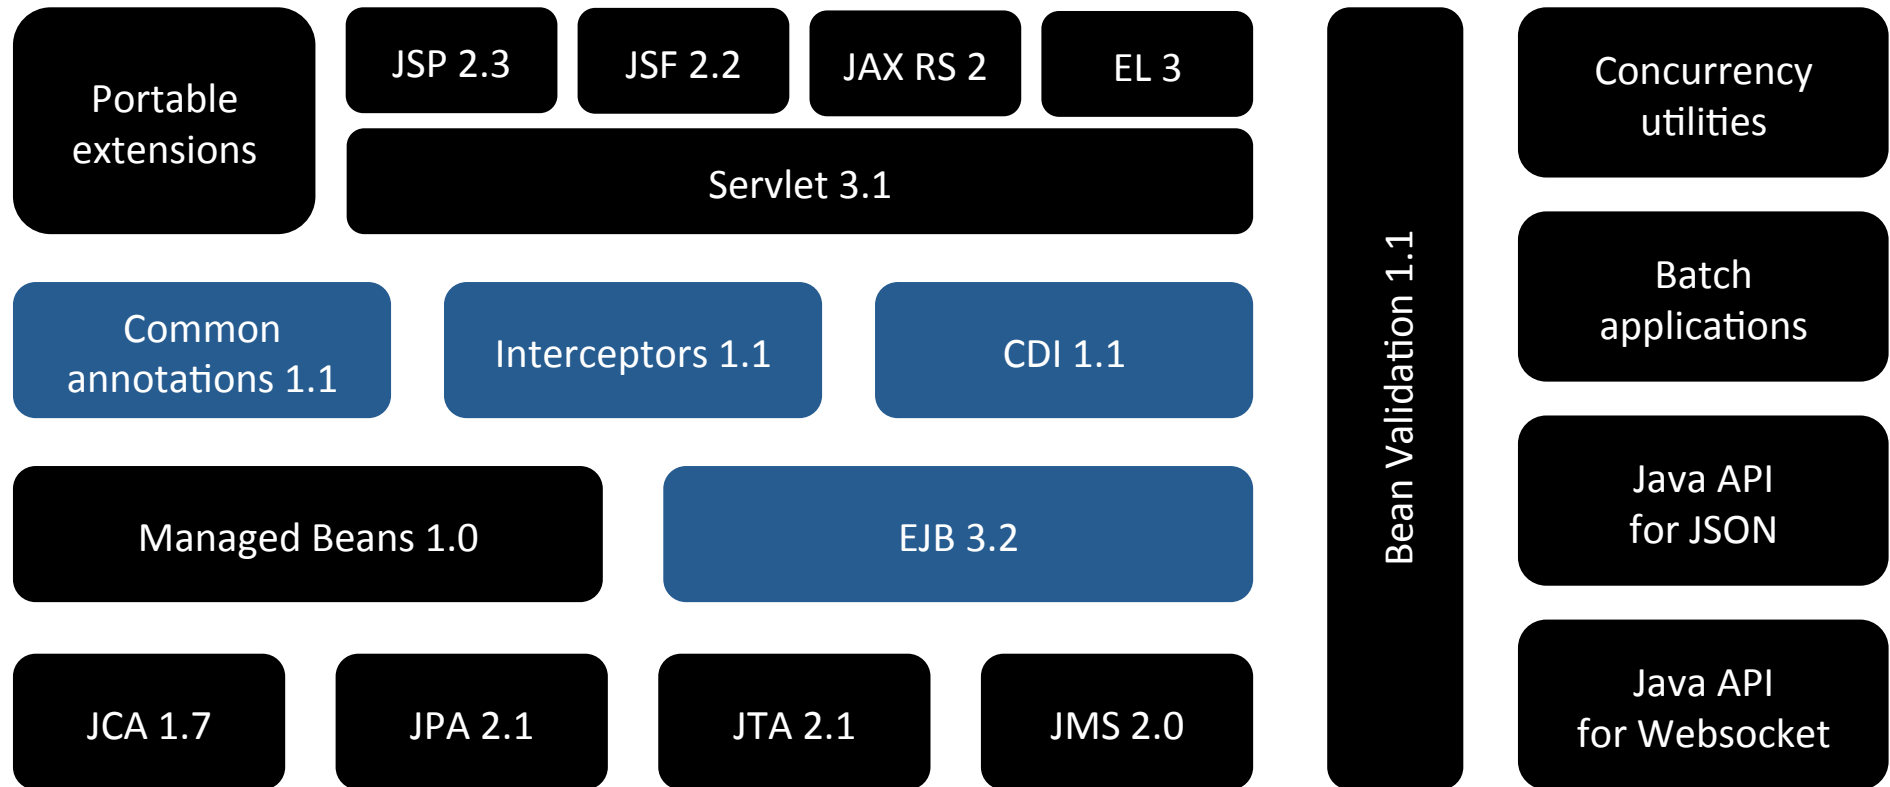 Portable
extensions
JSP 2.3
JSF 2.2
JAX RS 2
EL 3
Servlet 3.1
Common
annotations 1.1
Interceptors 1.1
CDI 1.1
Managed Beans 1.0
EJB 3.2
JCA 1.7
JPA 2.1
JTA 2.1
JMS 2.0
Bean Validation 1.1
Concurrency
utilities
Batch
applications
Java API
for JSON
Java API
for Websocket